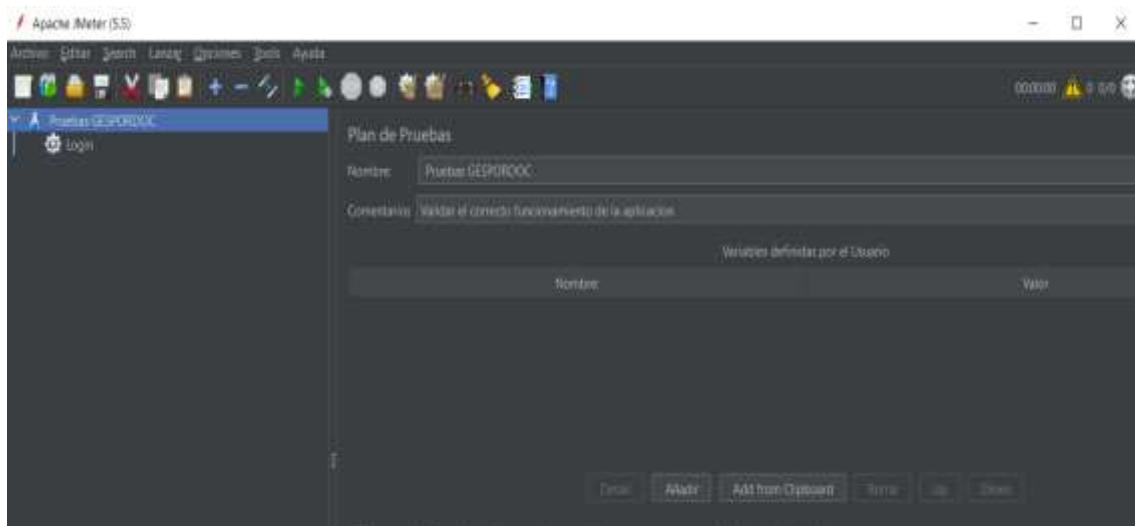 Apache JMeter (5.5)
Archivo Editar Search Lanzar Opciones Tools Ayuda
00:00:00 0 0/0
Pruebas GESPORDOC
Login
Plan de Pruebas
Nombre: Pruebas GESPORDOC
Comentarios Validar el correcto funcionamiento de la aplicacion
Variables definidas por el Usuario
Nombre: Valor
Detail Añadir Add from Clipboard Borrar Up Down